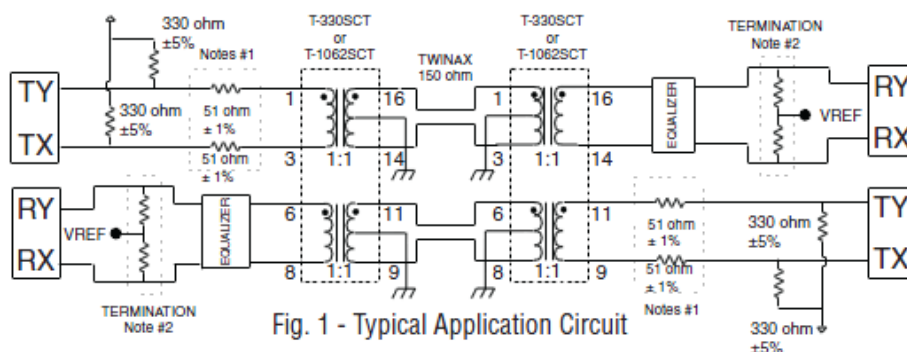 330 ohm
±5%
Notes #1
T-330SCT
or
T-1062SCT
TWINAX
150 ohm
T-330SCT
or
T-1062SCT
TERMINATION
Note #2
TY
TX
330 ohm
±5%
51 ohm
± 1%
51 ohm
± 1%
1
3
16
14
1:1
1
3
16
14
1:1
EQUALIZER
VREF
RY
RX
RY
RX
VREF
TERMINATION
Note #2
EQUALIZER
6
8
11
9
1:1
6
8
11
9
1:1
51 ohm
± 1%
51 ohm
± 1%
Notes #1
330 ohm
±5%
330 ohm
±5%
TY
TX
Fig. 1 - Typical Application Circuit